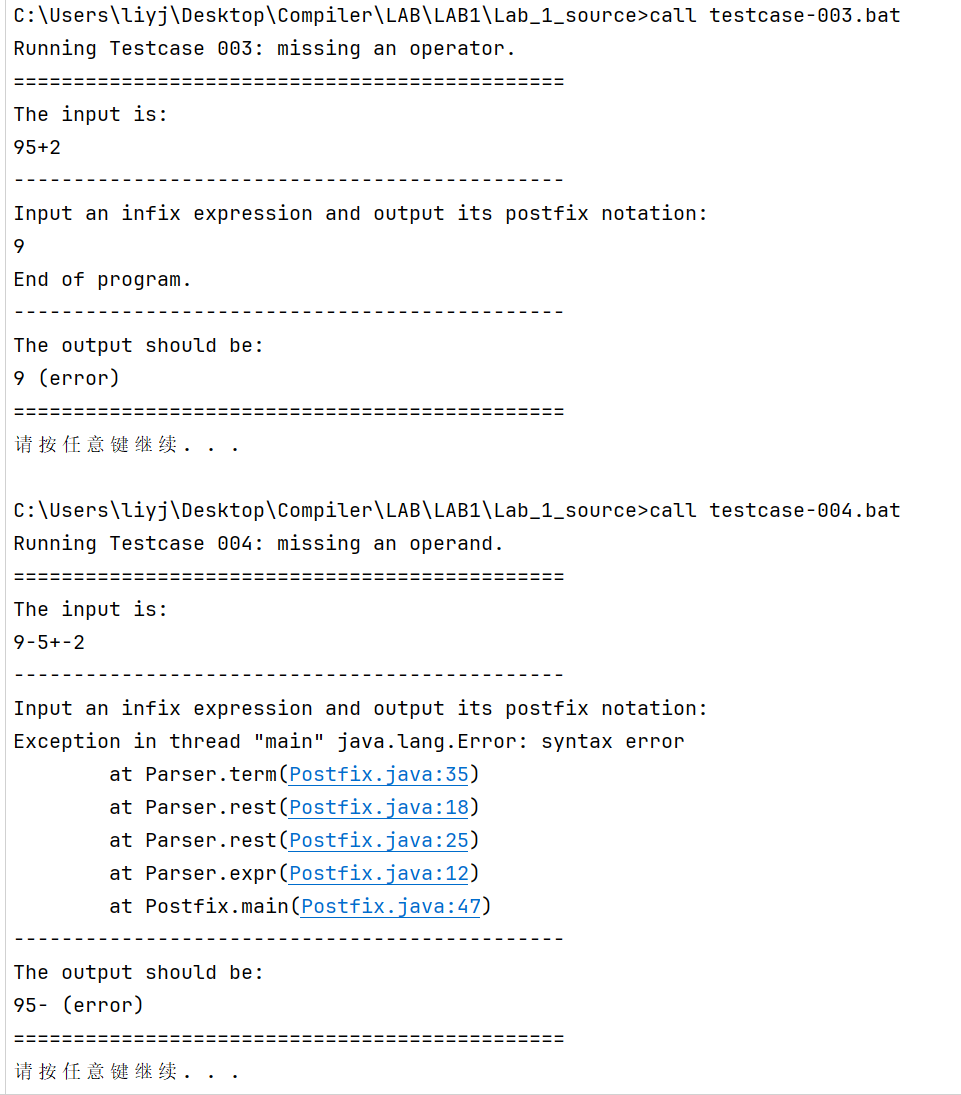 C:\Users\liyj\Desktop\Compiler\LAB\LAB1\Lab_1_source>call testcase-003.bat
Running Testcase 003: missing an operator.
==============================================
The input is:
95+2
----------------------------------------------
Input an infix expression and output its postfix notation:
9
End of program.
----------------------------------------------
The output should be:
9 (error)
==============================================
请按任意键继续. . .
C:\Users\liyj\Desktop\Compiler\LAB\LAB1\Lab_1_source>call testcase-004.bat
Running Testcase 004: missing an operand.
==============================================
The input is:
9-5+-2
----------------------------------------------
Input an infix expression and output its postfix notation:
Exception in thread "main" java.lang.Error: syntax error
        at Parser.term(Postfix.java:35)
        at Parser.rest(Postfix.java:18)
        at Parser.rest(Postfix.java:25)
        at Parser.expr(Postfix.java:12)
        at Postfix.main(Postfix.java:47)
----------------------------------------------
The output should be:
95- (error)
==============================================
请按任意键继续. . .